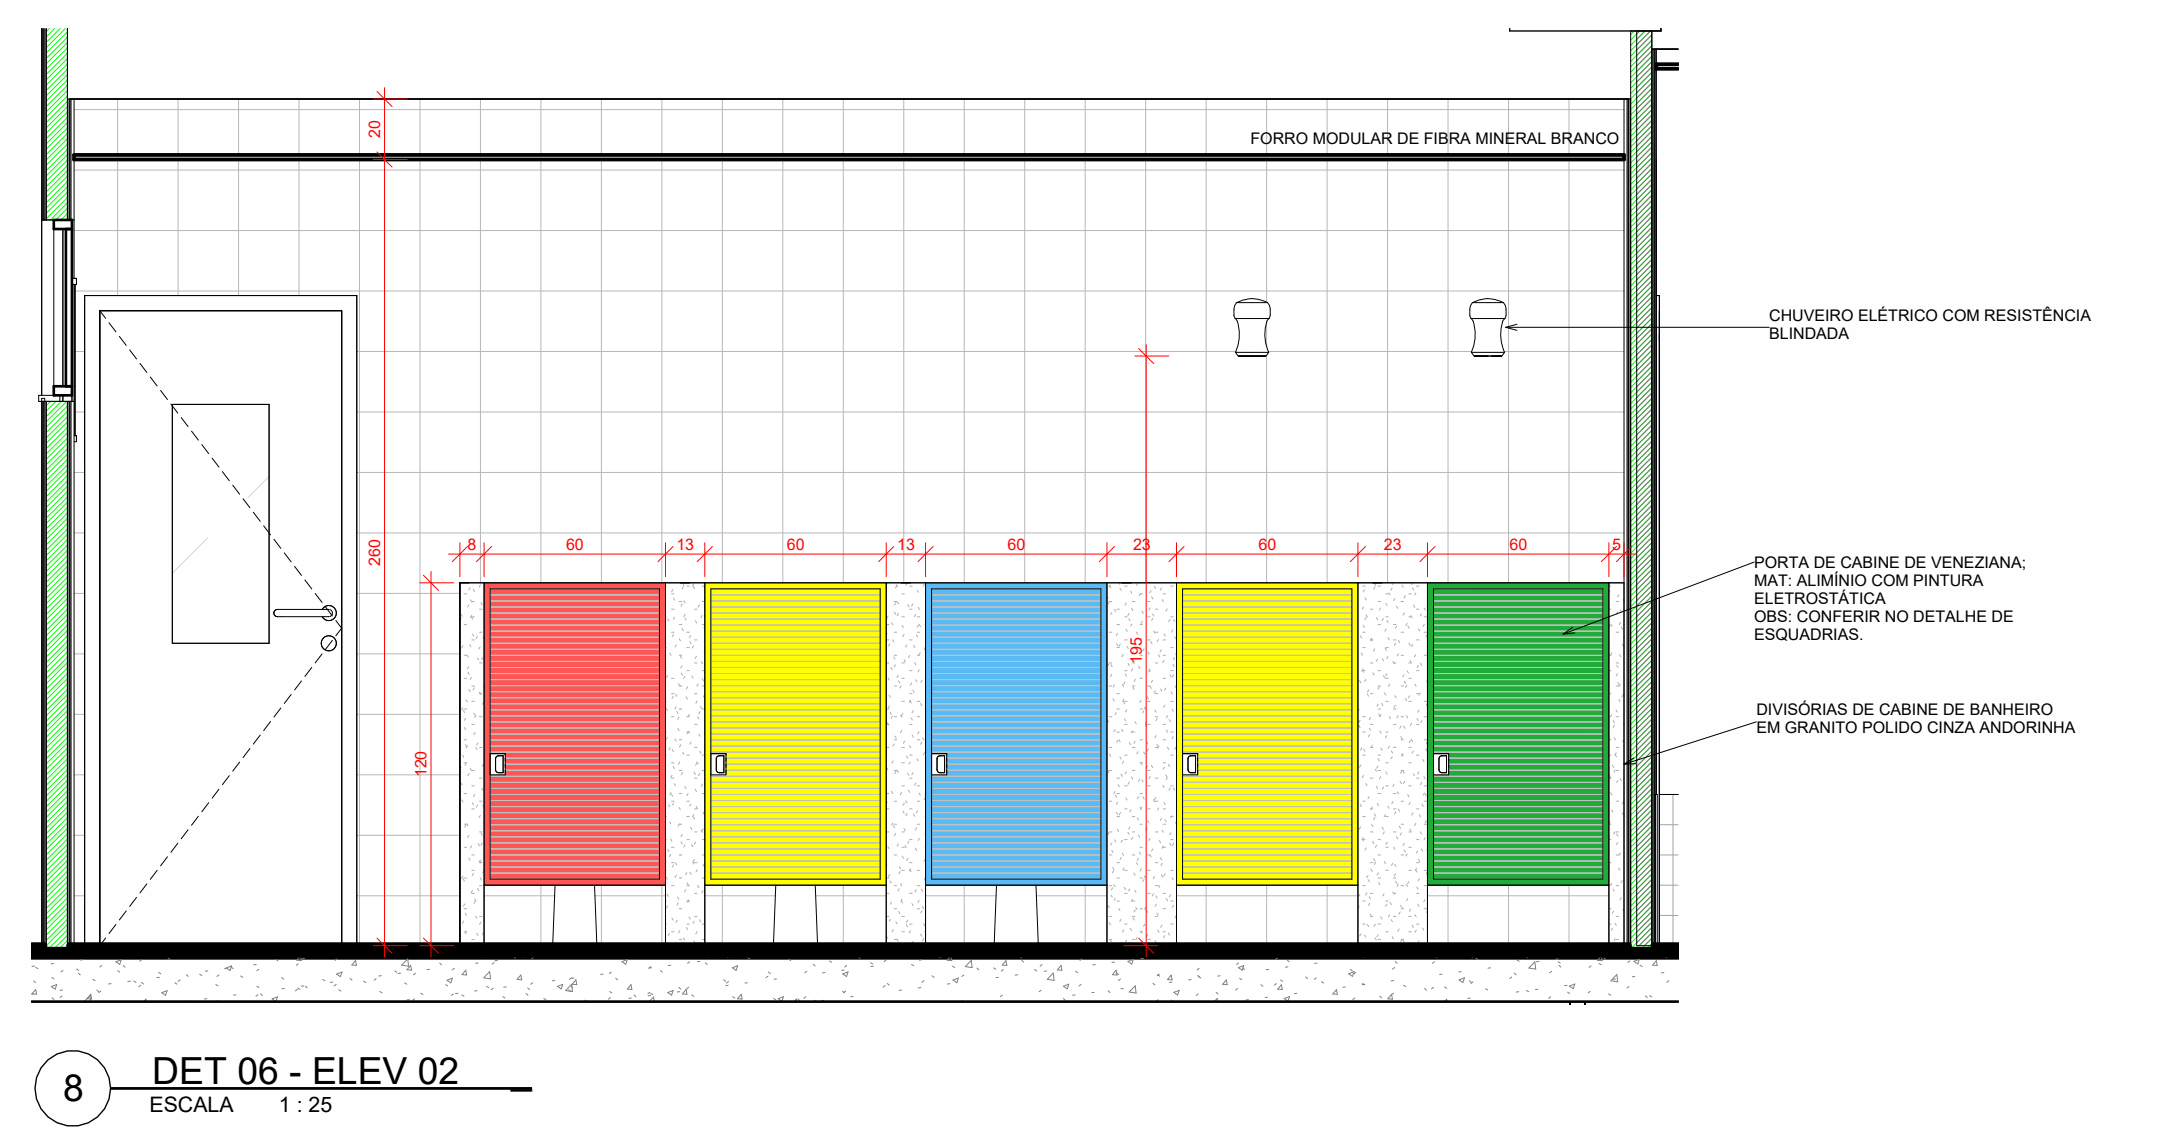 20
FORRO MODULAR DE FIBRA MINERAL BRANCO
CHUVEIRO ELÉTRICO COM RESISTÊNCIA
BLINDADA
260
8 60 13 60 13 60 23 60 23 60 5
PORTA DE CABINE DE VENEZIANA;
MAT: ALIMÍNIO COM PINTURA
ELETROSTÁTICA
OBS: CONFERIR NO DETALHE DE
ESQUADRIAS.
195
120
DIVISÓRIAS DE CABINE DE BANHEIRO
EM GRANITO POLIDO CINZA ANDORINHA
8
DET 06 - ELEV 02
ESCALA 1 : 25